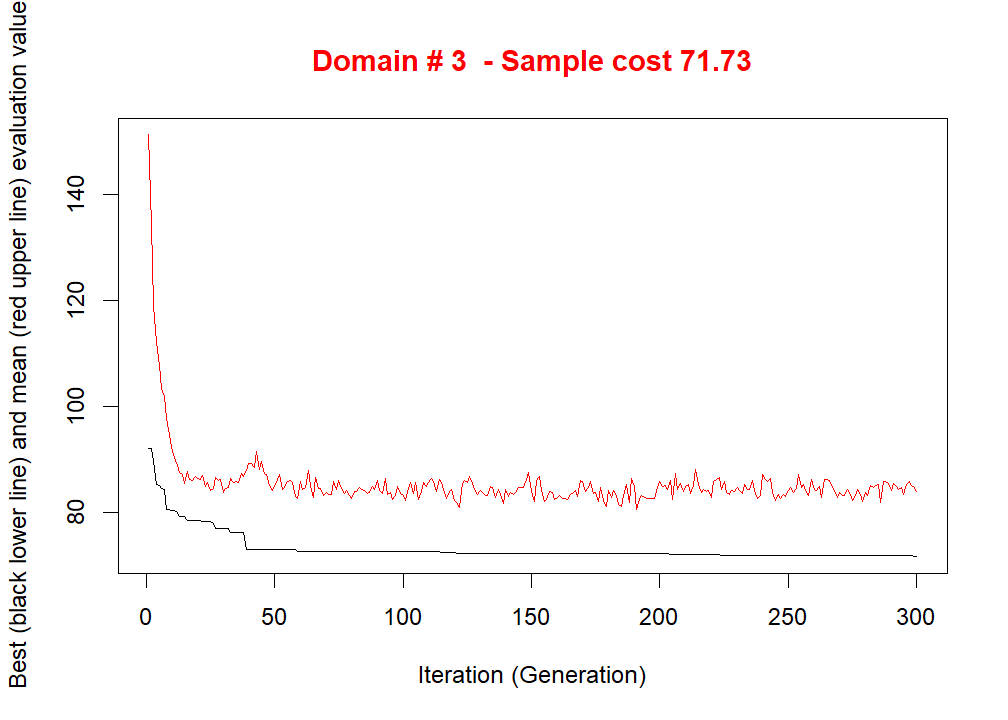 Domain # 3  - Sample cost 71.73
Best (black lower line) and mean (red upper line) evaluation value
140
120
100
80
0 50 100 150 200 250 300
Iteration (Generation)